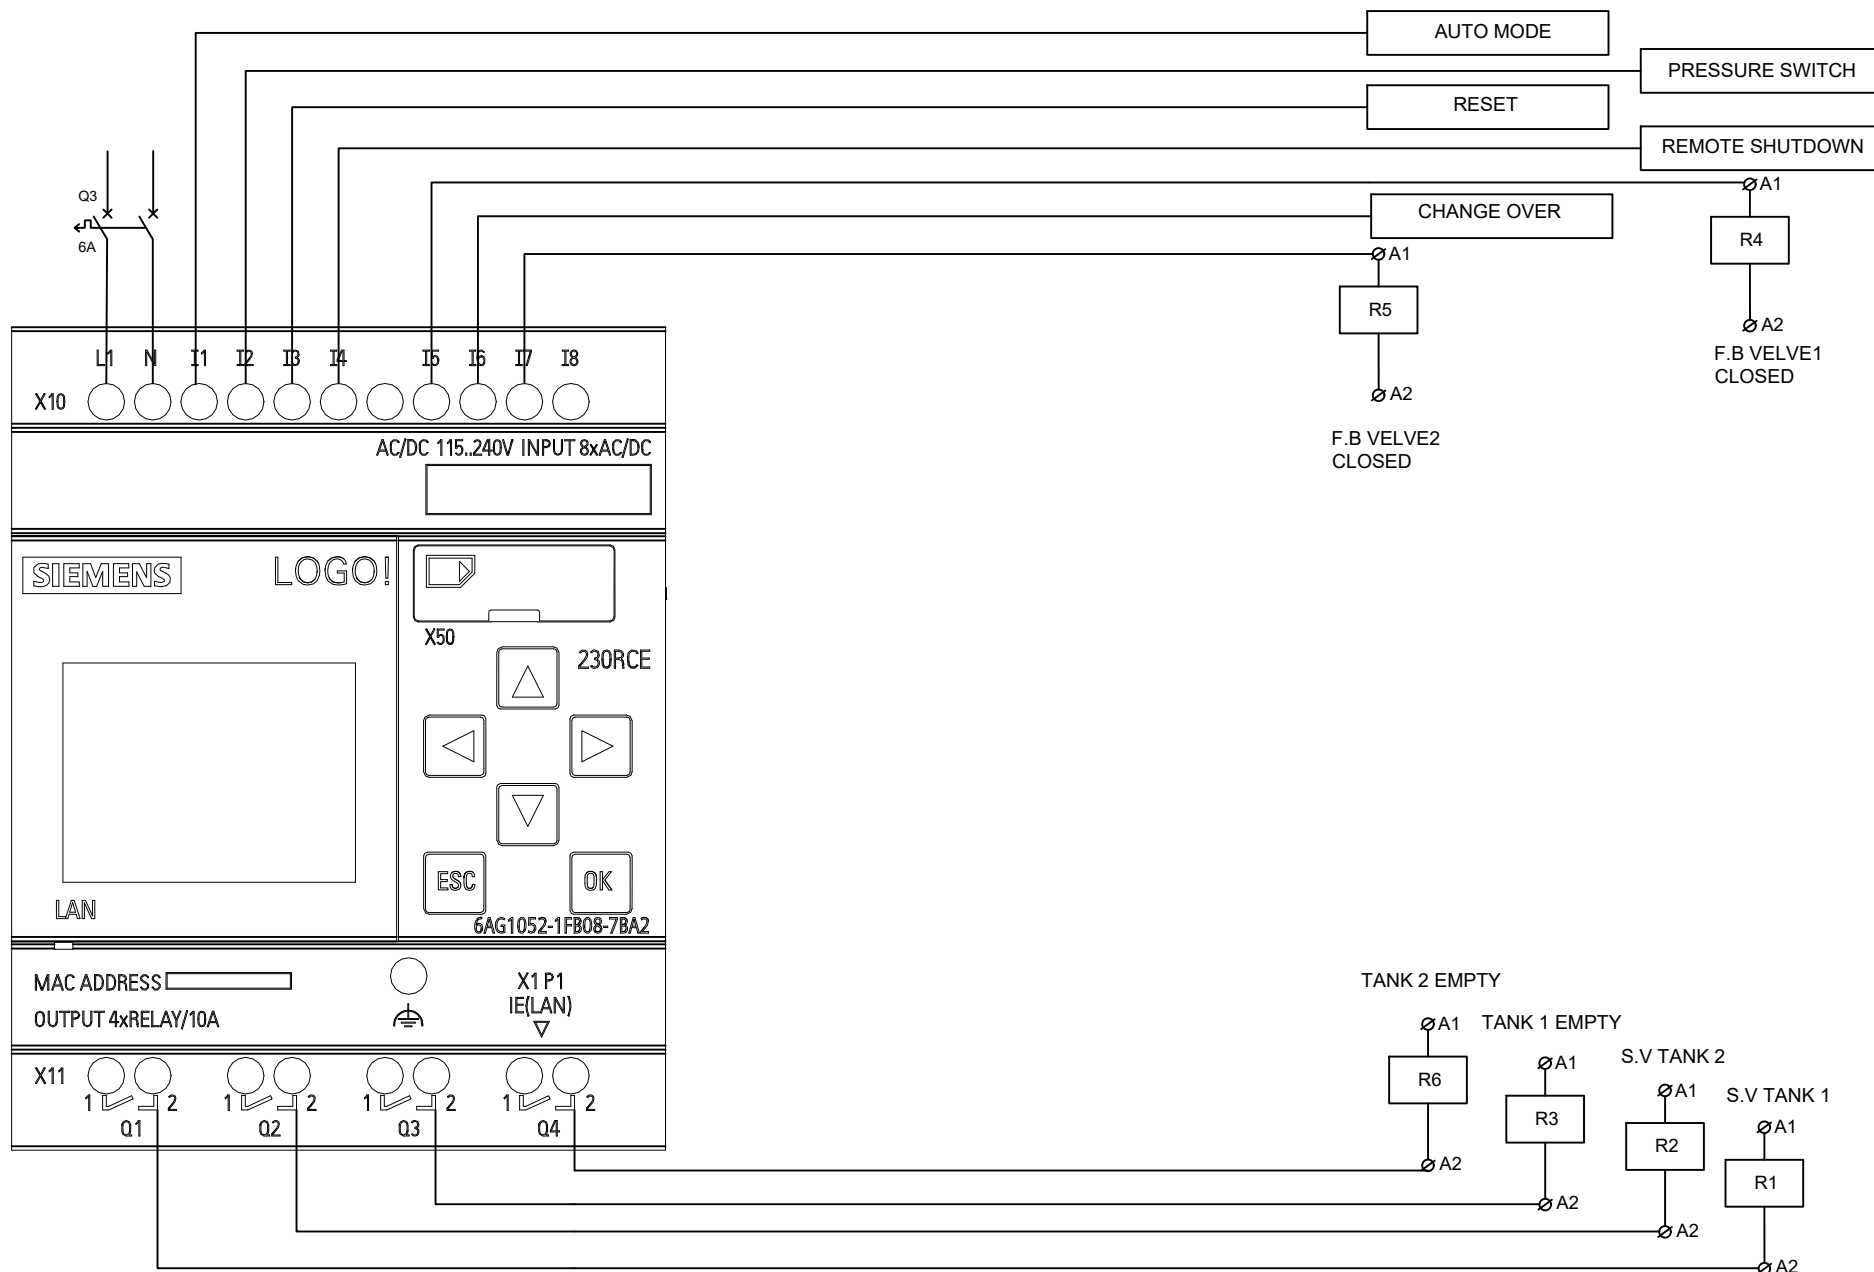 AUTO MODE
PRESSURE SWITCH
RESET
REMOTE SHUTDOWN
A1
CHANGE OVER
R4
A1
R5
A2
F.B VELVE1
CLOSED
A2
F.B VELVE2
CLOSED
Q3
6A
L1 N I1 I2 I3 I4 I5 I6 I7 I8
X10
AC/DC 115..240V INPUT 8xAC/DC
SIEMENS
LOGO!
X50
230RCE
ESC
OK
LAN
6AG1052-1FB08-7BA2
MAC ADDRESS
X1 P1
IE(LAN)
OUTPUT 4xRELAY/10A
X11
1 2 1 2 1 2 1 2
Q1 Q2 Q3 Q4
TANK 2 EMPTY
A1
R6
A2
TANK 1 EMPTY
A1
R3
A2
S.V TANK 2
A1
R2
A2
S.V TANK 1
A1
R1
A2